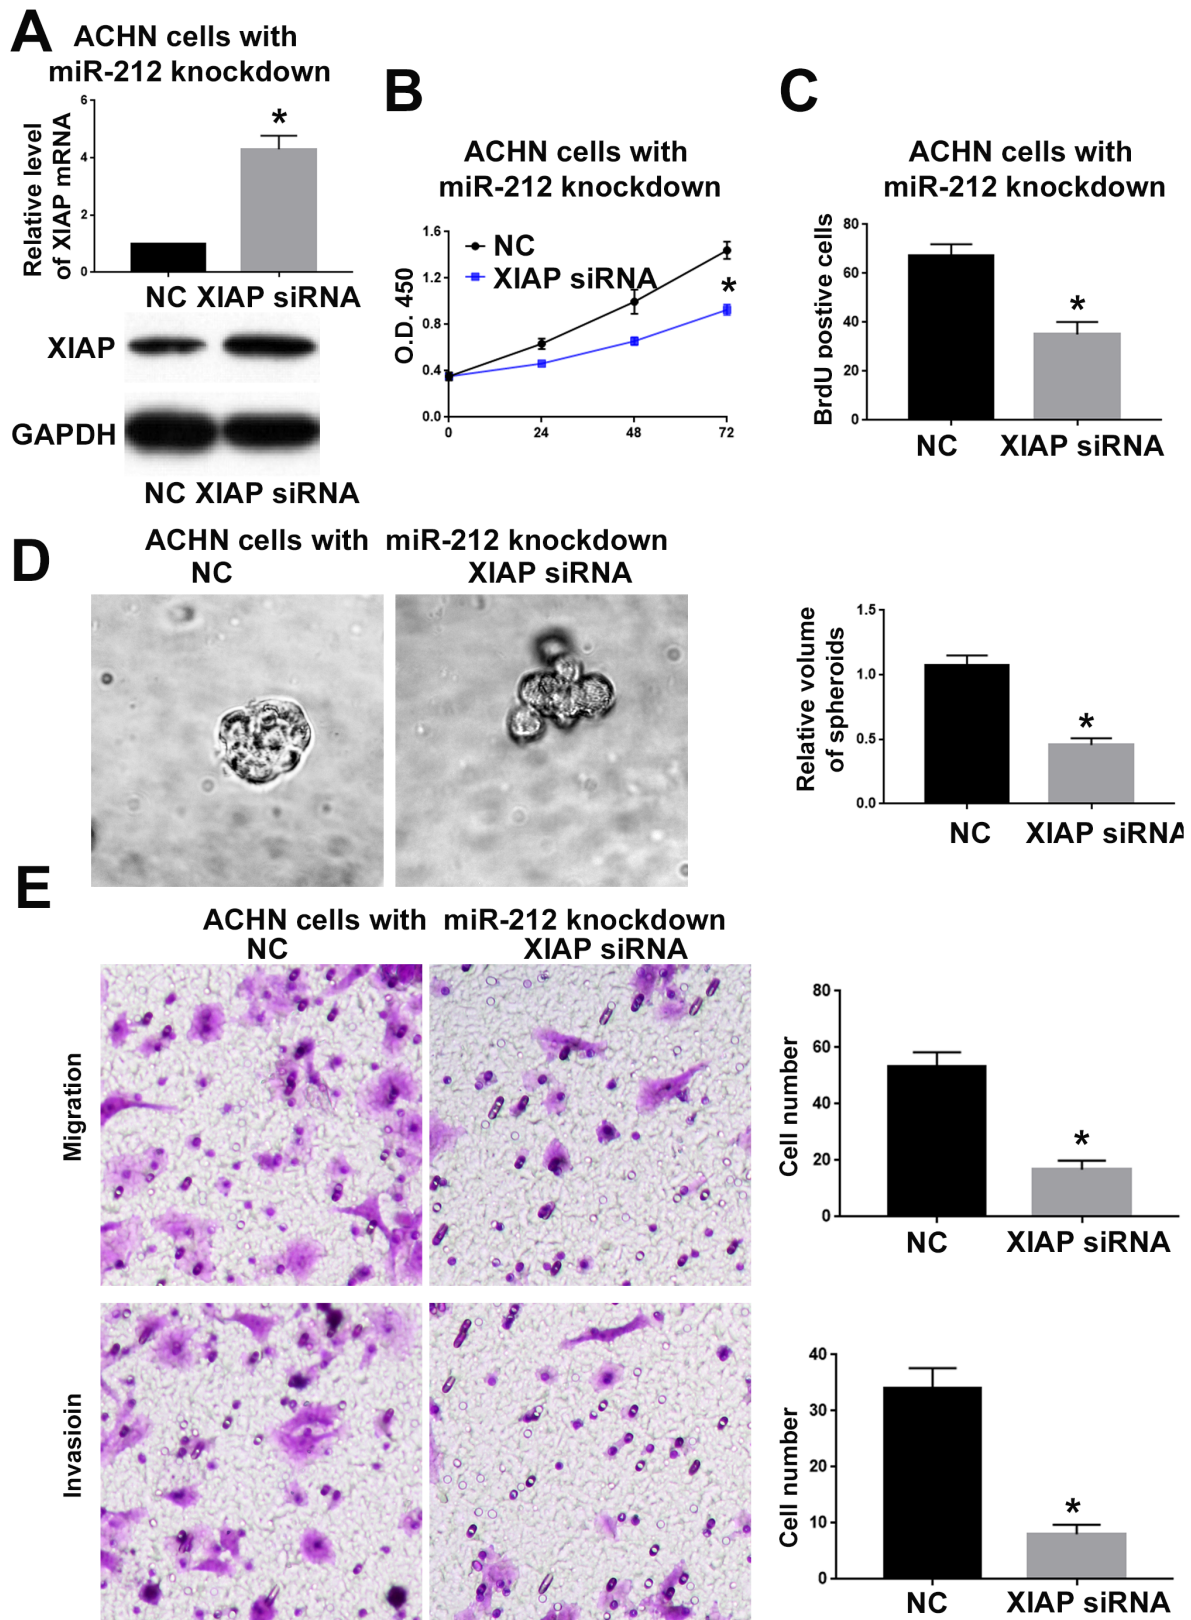 A
ACHN cells with
miR-212 knockdown
Relative level
of XIAP mRNA
6
4
2
0
*
NC XIAP siRNA
XIAP
GAPDH
NC XIAP siRNA
B
ACHN cells with
miR-212 knockdown
O.D. 450
1.6
1.2
0.8
0.4
0.0
NC
XIAP siRNA
*
0 24 48 72
C
ACHN cells with
miR-212 knockdown
BrdU postive cells
80
60
40
20
0
*
NC XIAP siRNA
D
ACHN cells with miR-212 knockdown
NC XIAP siRNA
Relative volume
of spheroids
1.5
1.0
0.5
0.0
*
NC XIAP siRNA
E
ACHN cells with miR-212 knockdown
NC XIAP siRNA
Migration
Cell number
80
60
40
20
0
*
NC XIAP siRNA
Invasioin
Cell number
40
30
20
10
0
*
NC XIAP siRNA